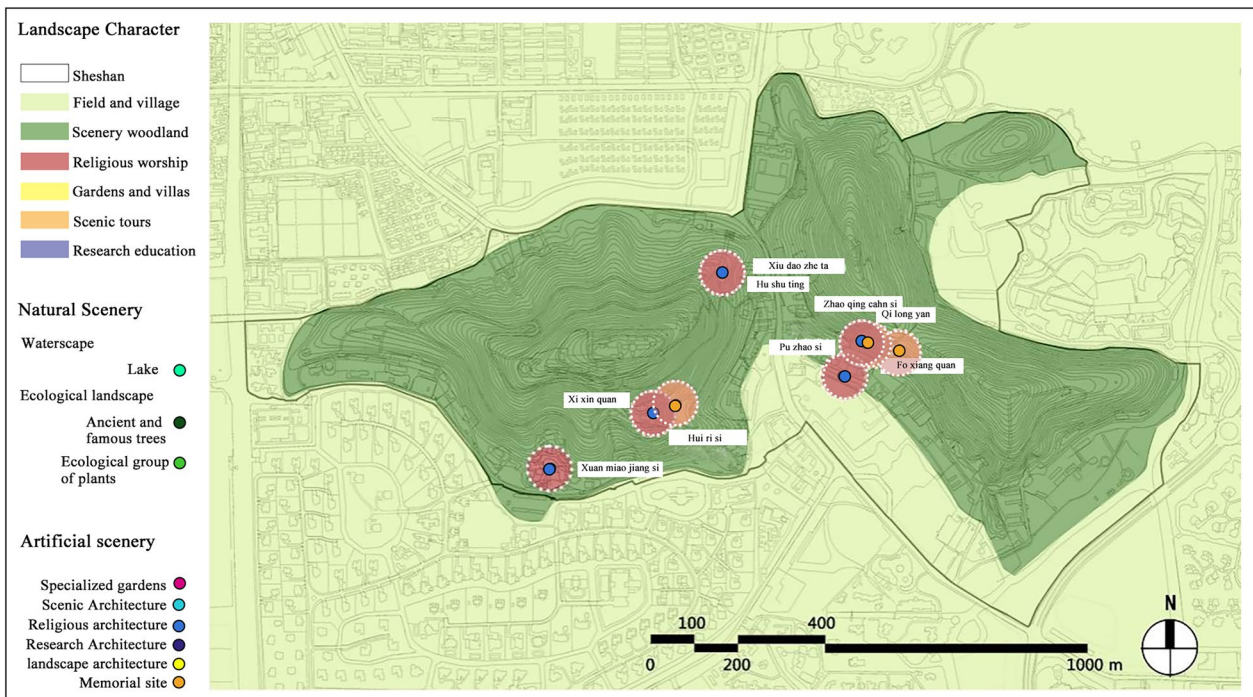 Landscape Character
Sheshan
Field and village
Scenery woodland
Religious worship
Gardens and villas
Scenic tours
Research education
Natural Scenery
Waterscape
Lake
Ecological landscape
Ancient and
famous trees
Ecological group
of plants
Artificial scenery
Specialized gardens
Scenic Architecture
Religious architecture
Research Architecture
landscape architecture
Memorial site
Xiu dao zhe ta
Hu shu ting
Zhao qing cahn si
Qi long yan
Pu zhao si
Fo xiang quan
Xi xin quan
Hui ri si
Xuan miao jiang si
100
400
0
200
1000 m
N